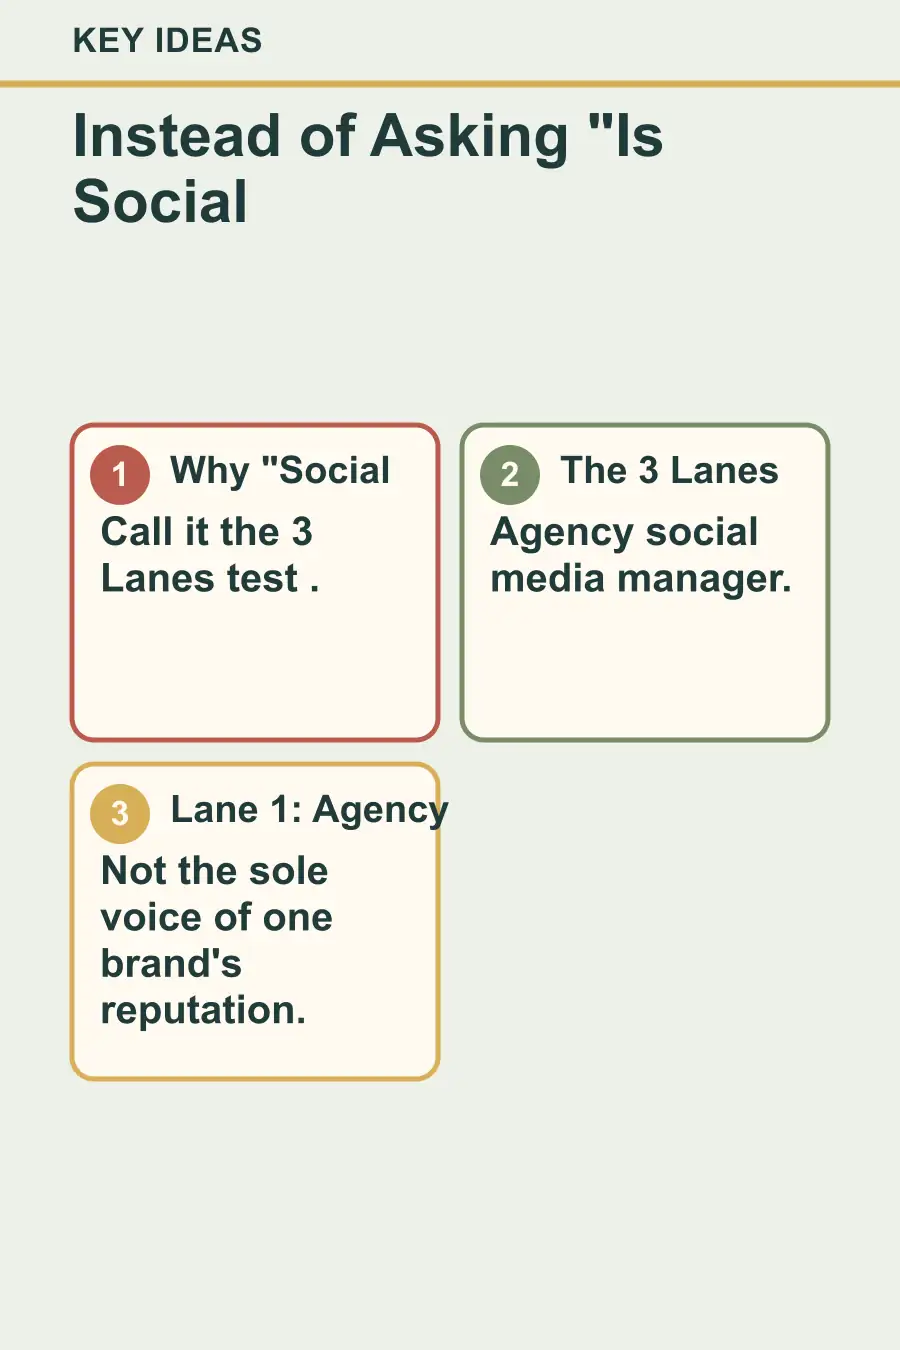 KEY IDEAS
Instead of Asking "Is
Social
1
Why "Social
Call it the 3
Lanes test .
2
The 3 Lanes
Agency social
media manager.
3
Lane 1: Agency
Not the sole
voice of one
brand's
reputation.